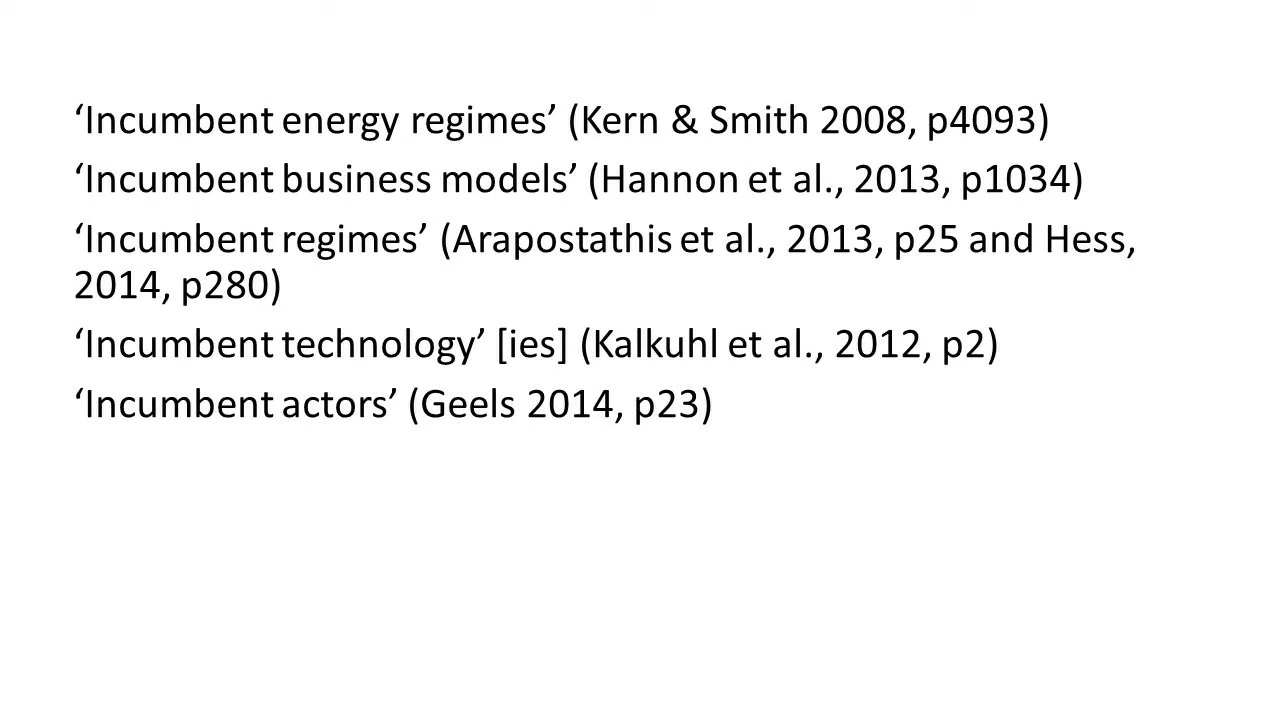 ‘Incumbent energy regimes’ (Kern & Smith 2008, p4093)
‘Incumbent business models’ (Hannon et al., 2013, p1034)
‘Incumbent regimes’ (Arapostathis et al., 2013, p25 and Hess,
2014, p280)
‘Incumbent technology’ [ies] (Kalkuhl et al., 2012, p2)
‘Incumbent actors’ (Geels 2014, p23)